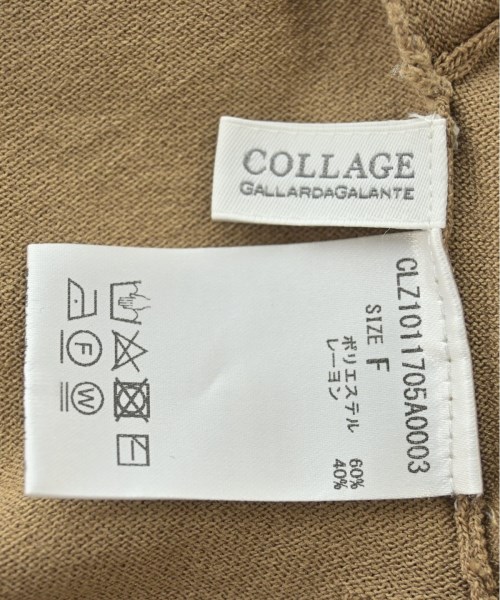 COLLAGE
GALLARDAGALANTE
CLZ1011705A0003
SIZE F
ポリエステル 60%
レーヨン 40%
F
W